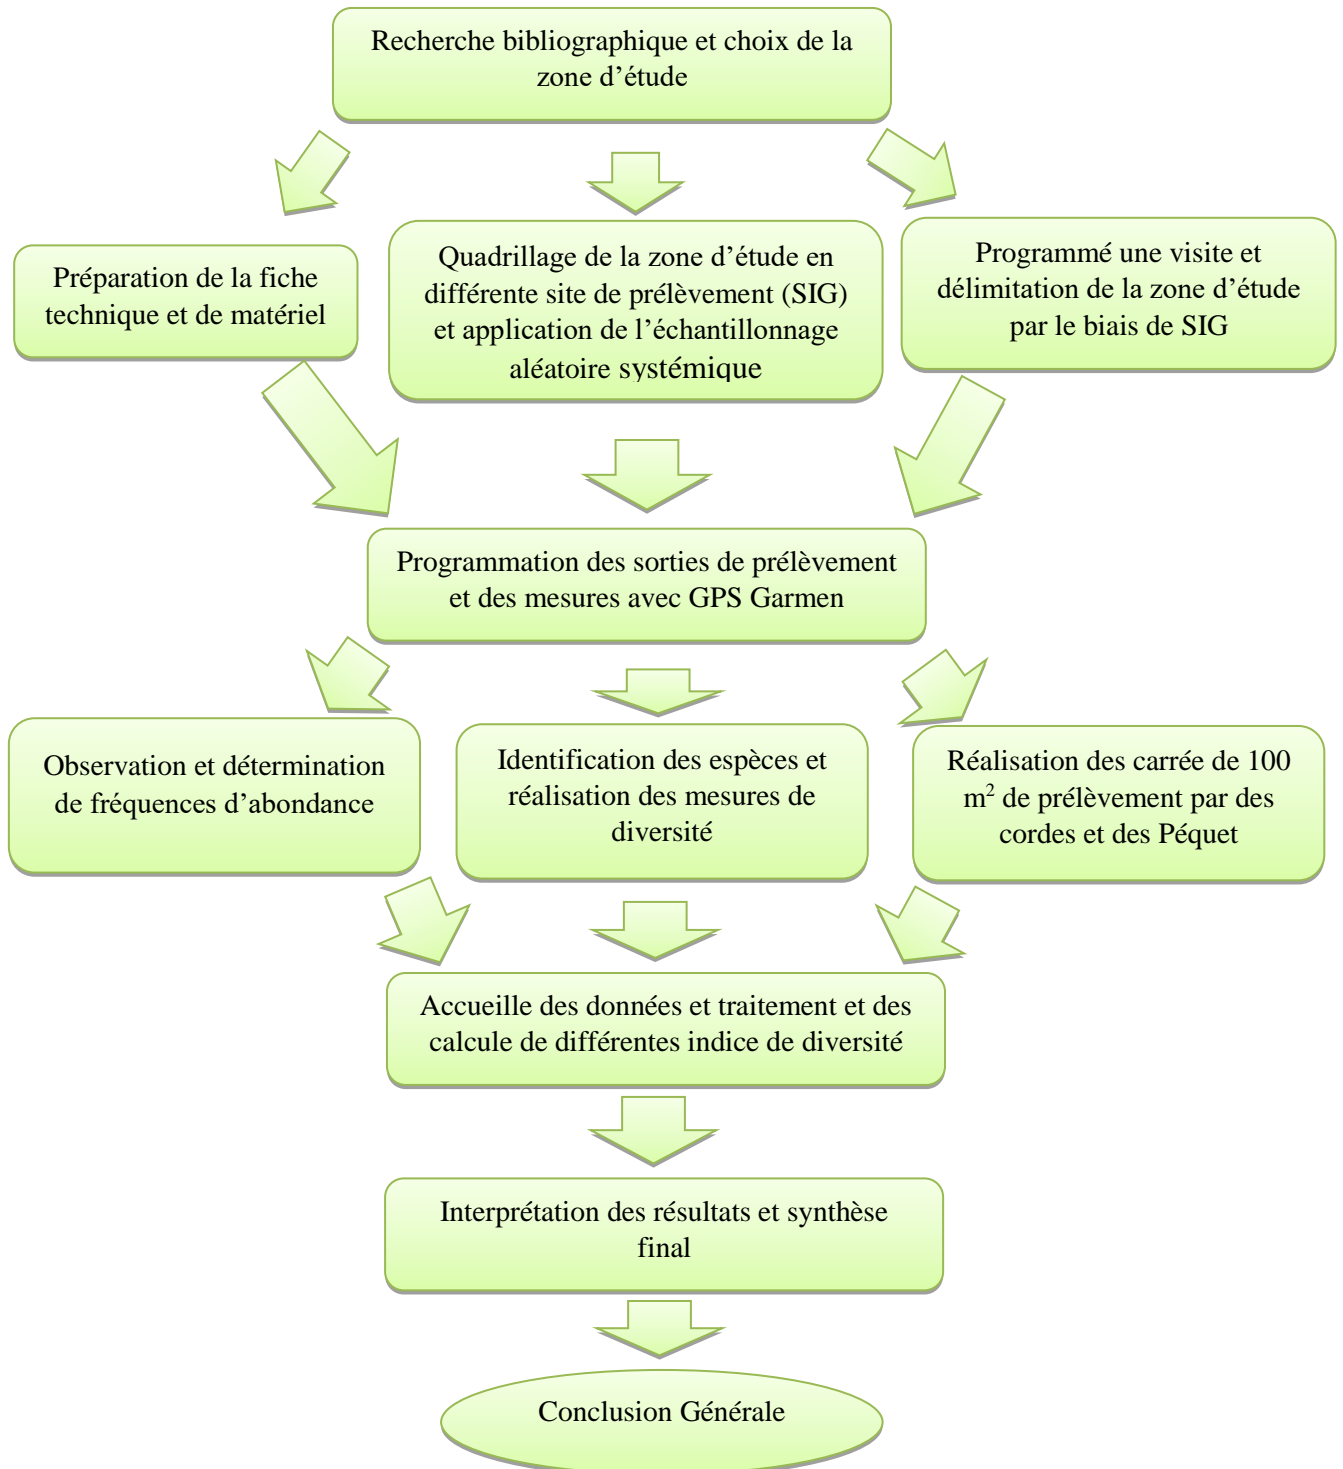 Recherche bibliographique et choix de la
zone d’étude
Préparation de la fiche
technique et de matériel
Quadrillage de la zone d’étude en
différente site de prélèvement (SIG)
et application de l’échantillonnage
aléatoire systémique
Programmé une visite et
délimitation de la zone d’étude
par le biais de SIG
Programmation des sorties de prélèvement
et des mesures avec GPS Garmen
Observation et détermination
de fréquences d’abondance
Identification des espèces et
réalisation des mesures de
diversité
Réalisation des carrée de 100
m² de prélèvement par des
cordes et des Péquet
Accueille des données et traitement et des
calcule de différentes indice de diversité
Interprétation des résultats et synthèse
final
Conclusion Générale